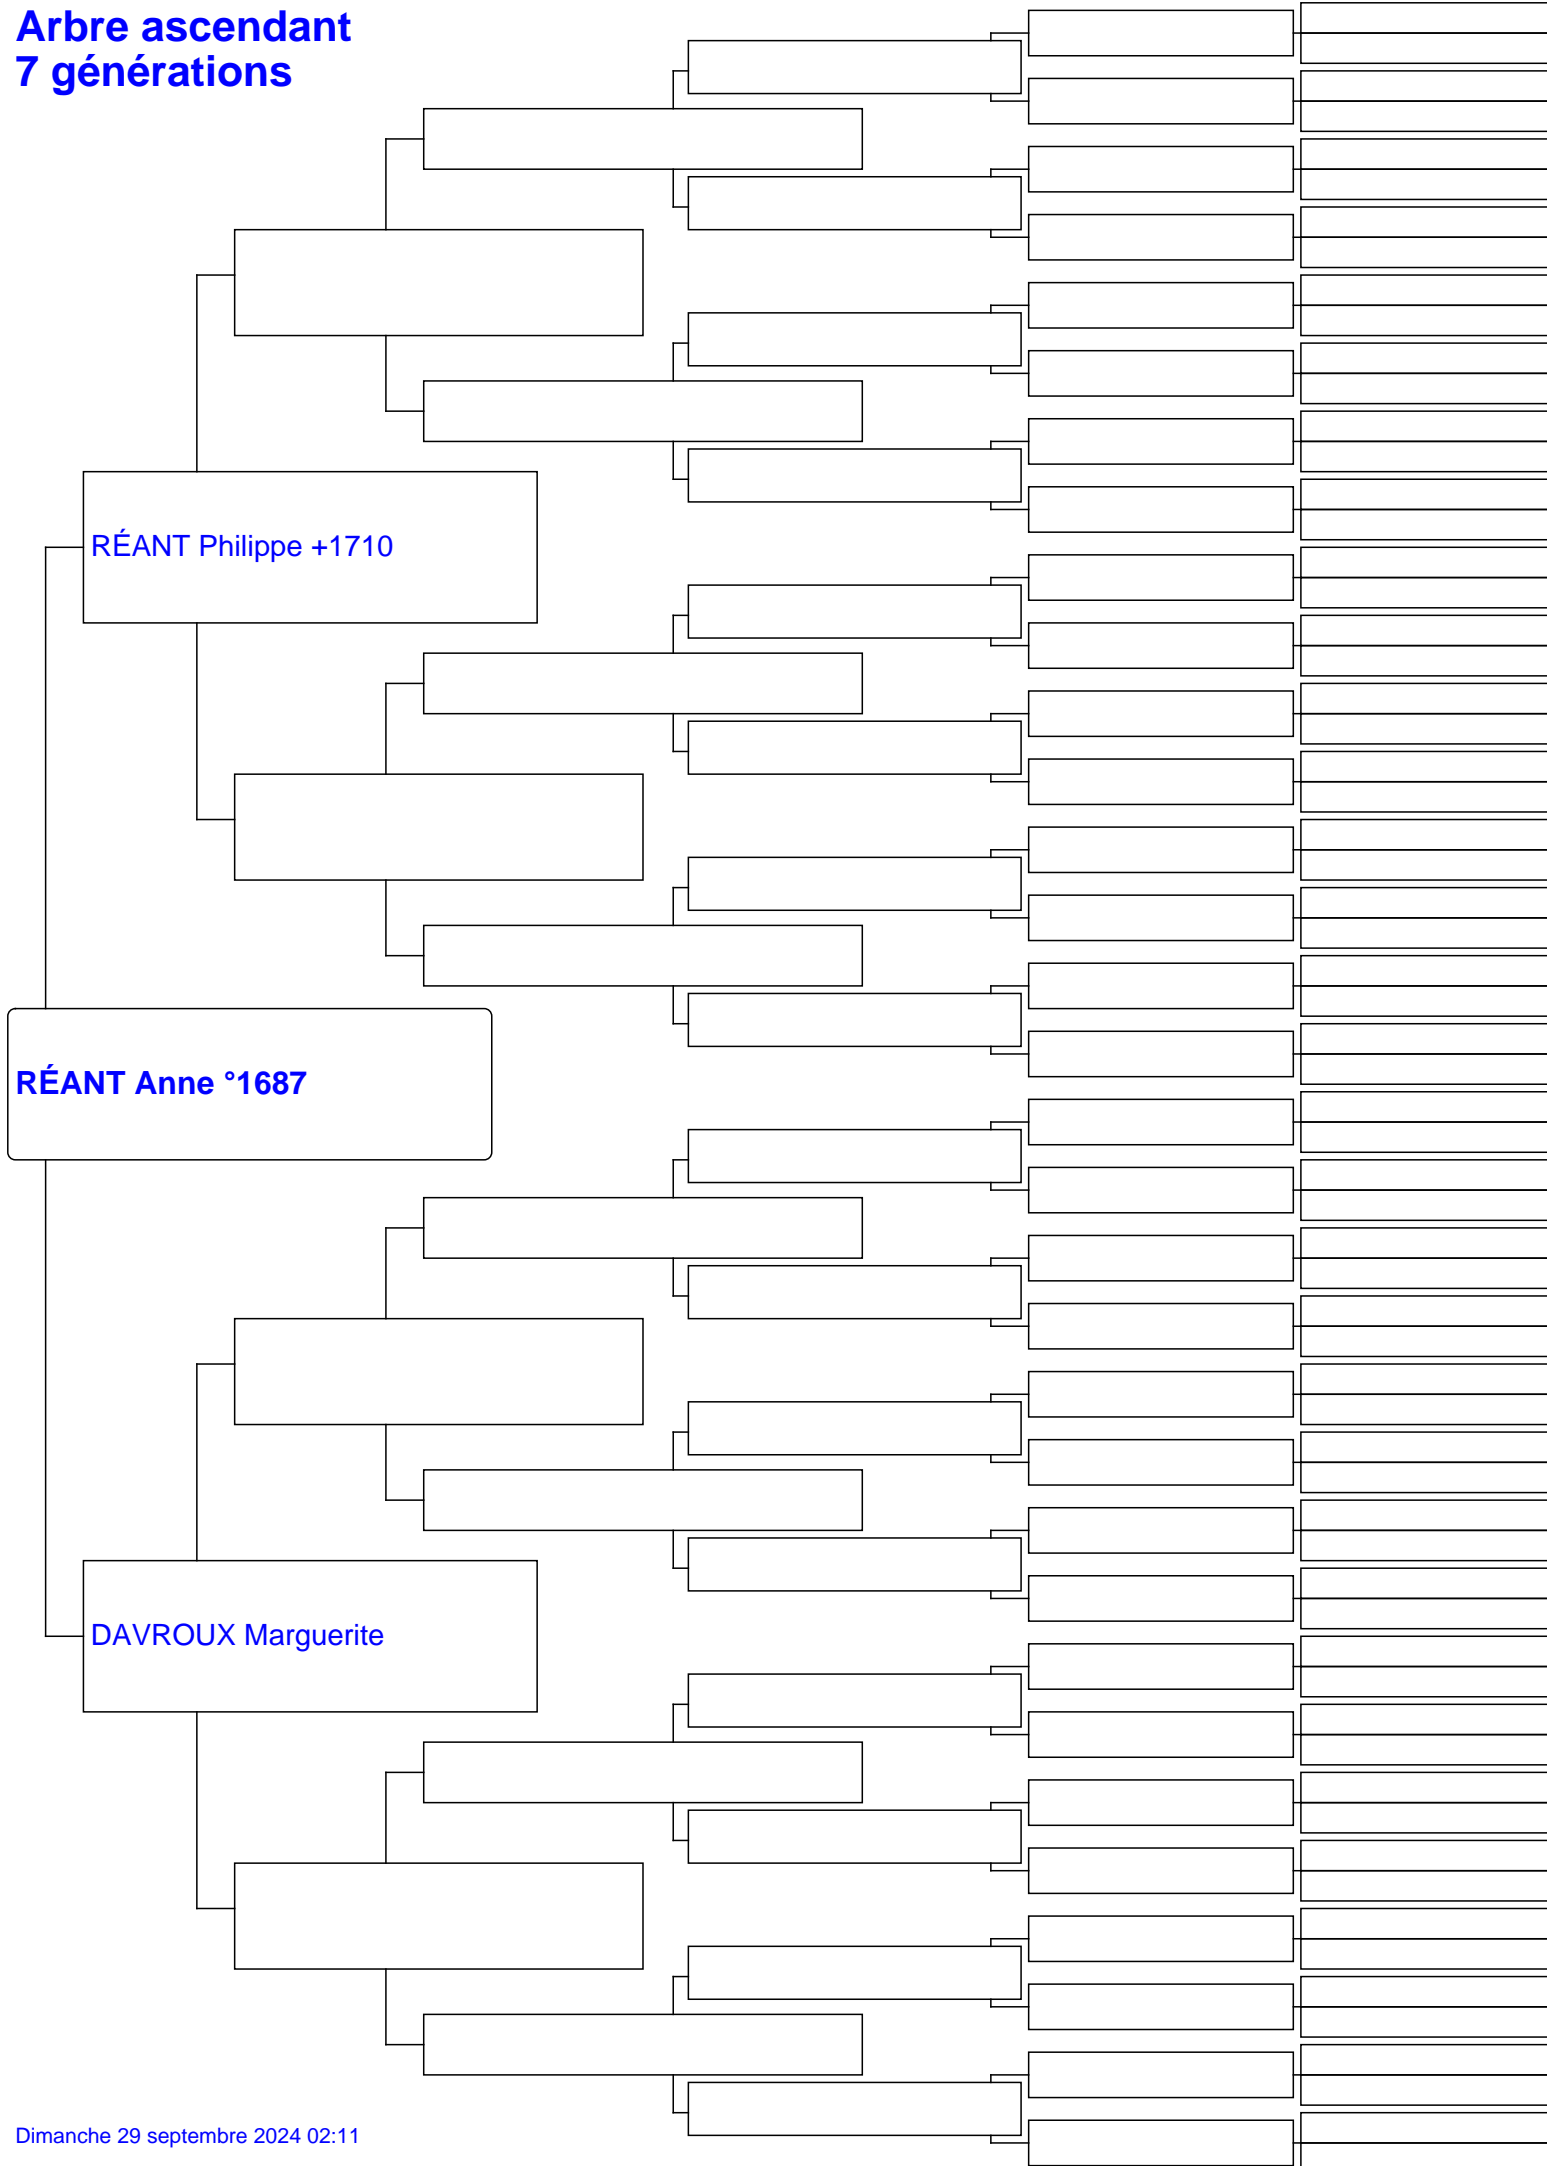 Arbre ascendant
7 générations
RÉANT Philippe +1710
RÉANT Anne °1687
DAVROUX Marguerite
Dimanche 29 septembre 2024 02:11